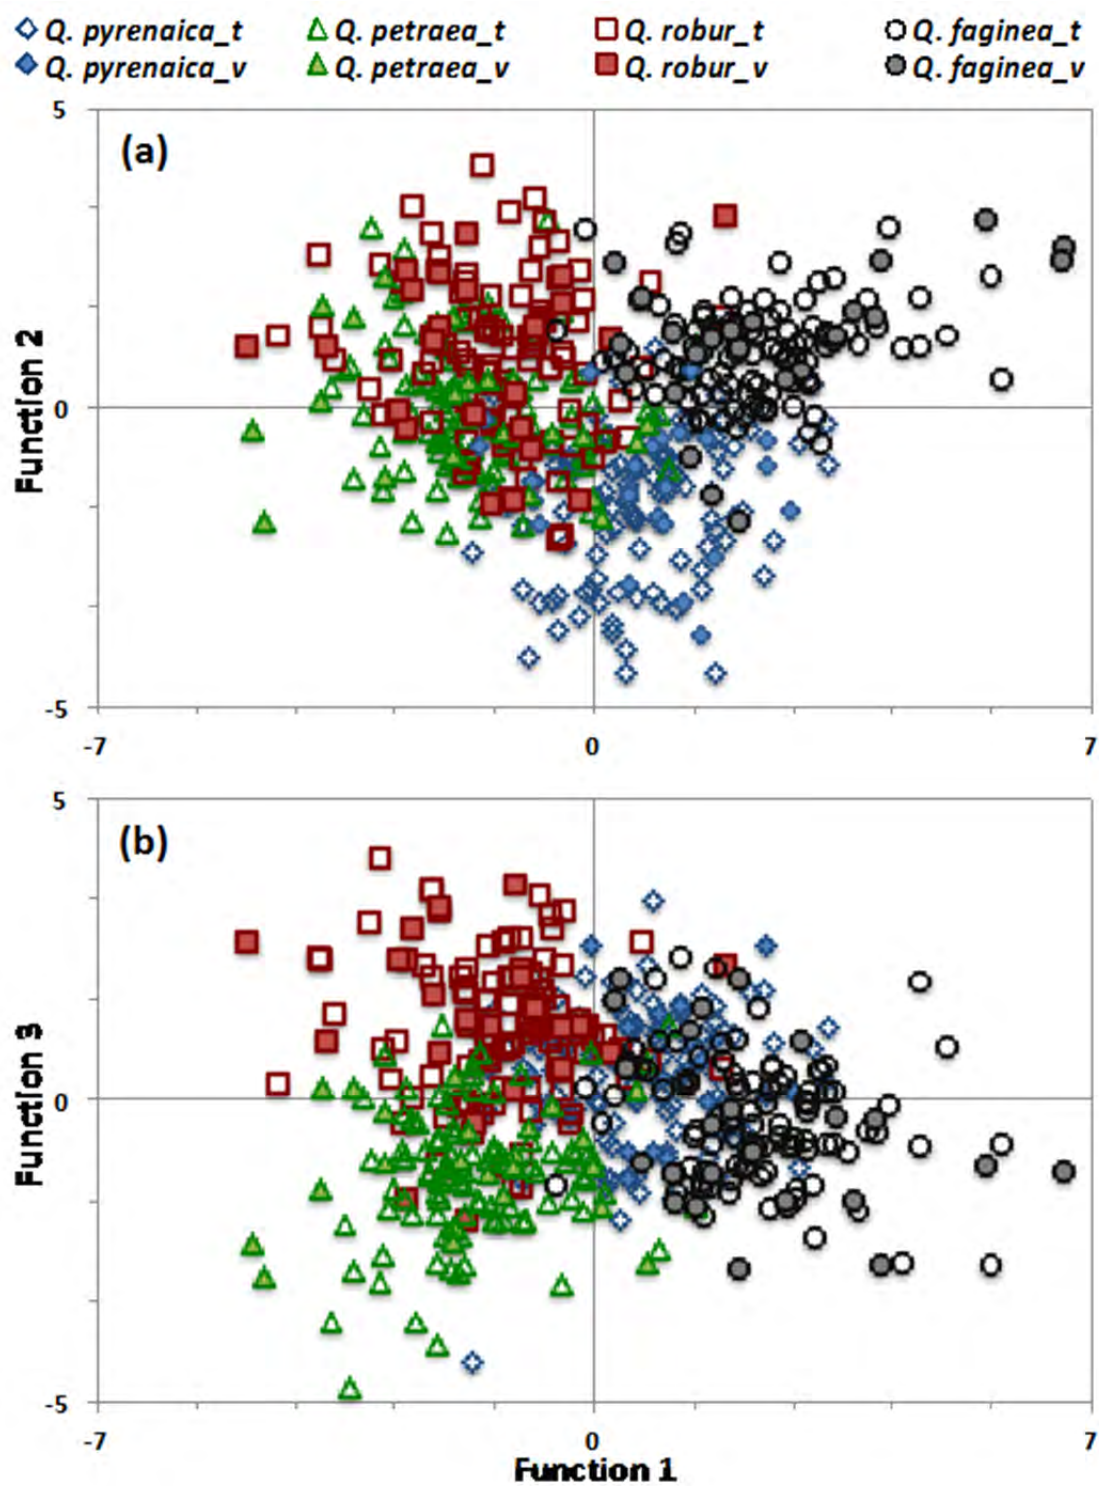 Q. pyrenaica_t Q. petraea_t Q. robur_t Q. faginea_t
Q. pyrenaica_v Q. petraea_v Q. robur_v Q. faginea_v
5
(a)
Function 2
0
-5
-7 0 7
5
(b)
Function 3
0
-5
-7 0 7
Function 1